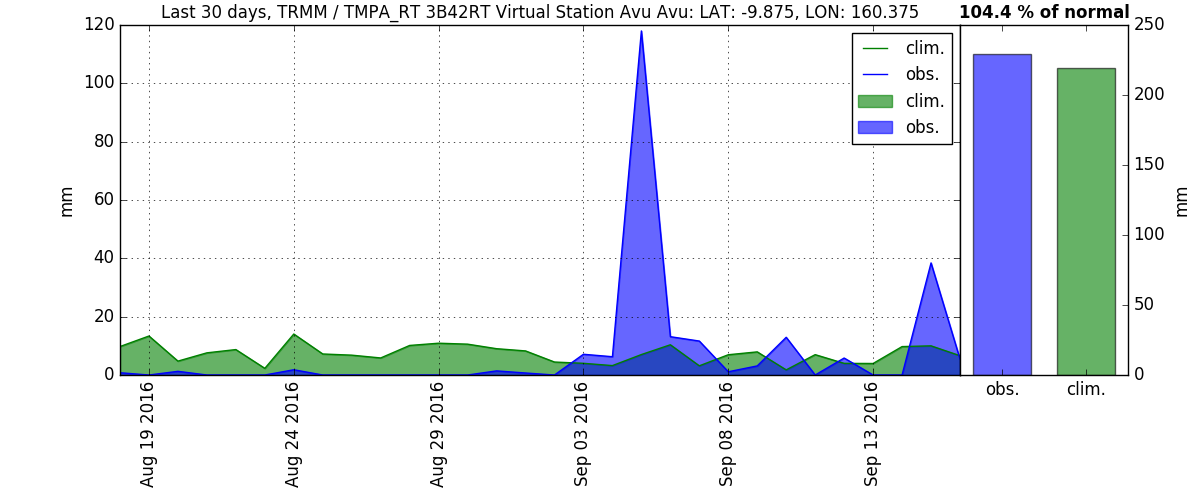 Last 30 days, TRMM / TMPA_RT 3B42RT Virtual Station Avu Avu: LAT: -9.875, LON: 160.375
104.4 % of normal
mm
120
100
80
60
40
20
0
clim.
obs.
clim.
obs.
Aug 19 2016
Aug 24 2016
Aug 29 2016
Sep 03 2016
Sep 08 2016
Sep 13 2016
250
200
150
100
50
0
mm
obs.
clim.